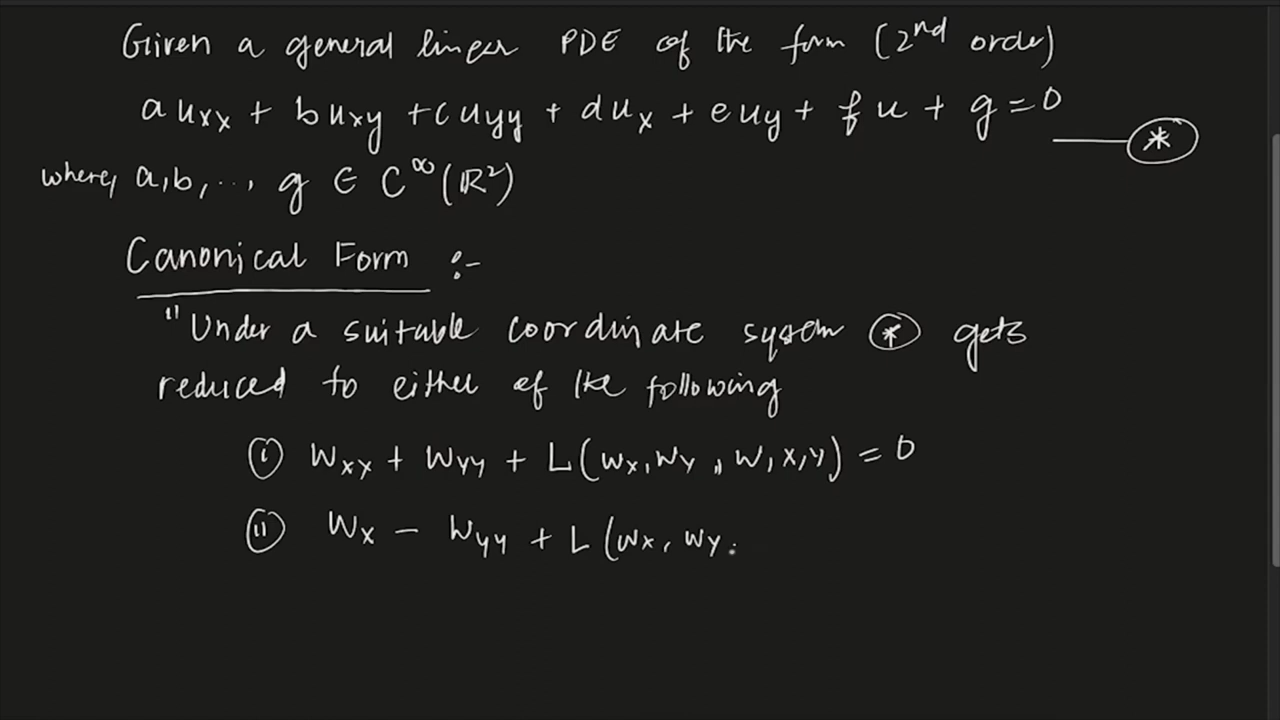 Given a general linear PDE of the form (2nd order)
a uxx + b uxy + c uyy + d ux + e uy + f u + g = 0 —— ⊛
where, a, b, ..., g ∈ C^∞(ℝ²)
Canonical Form :-
"Under a suitable coordinate system ⊛ gets
reduced to either of the following
(i) wxx + wyy + L(wx, wy, w, x, y) = 0
(ii) wx - wyy + L(wx, wy.